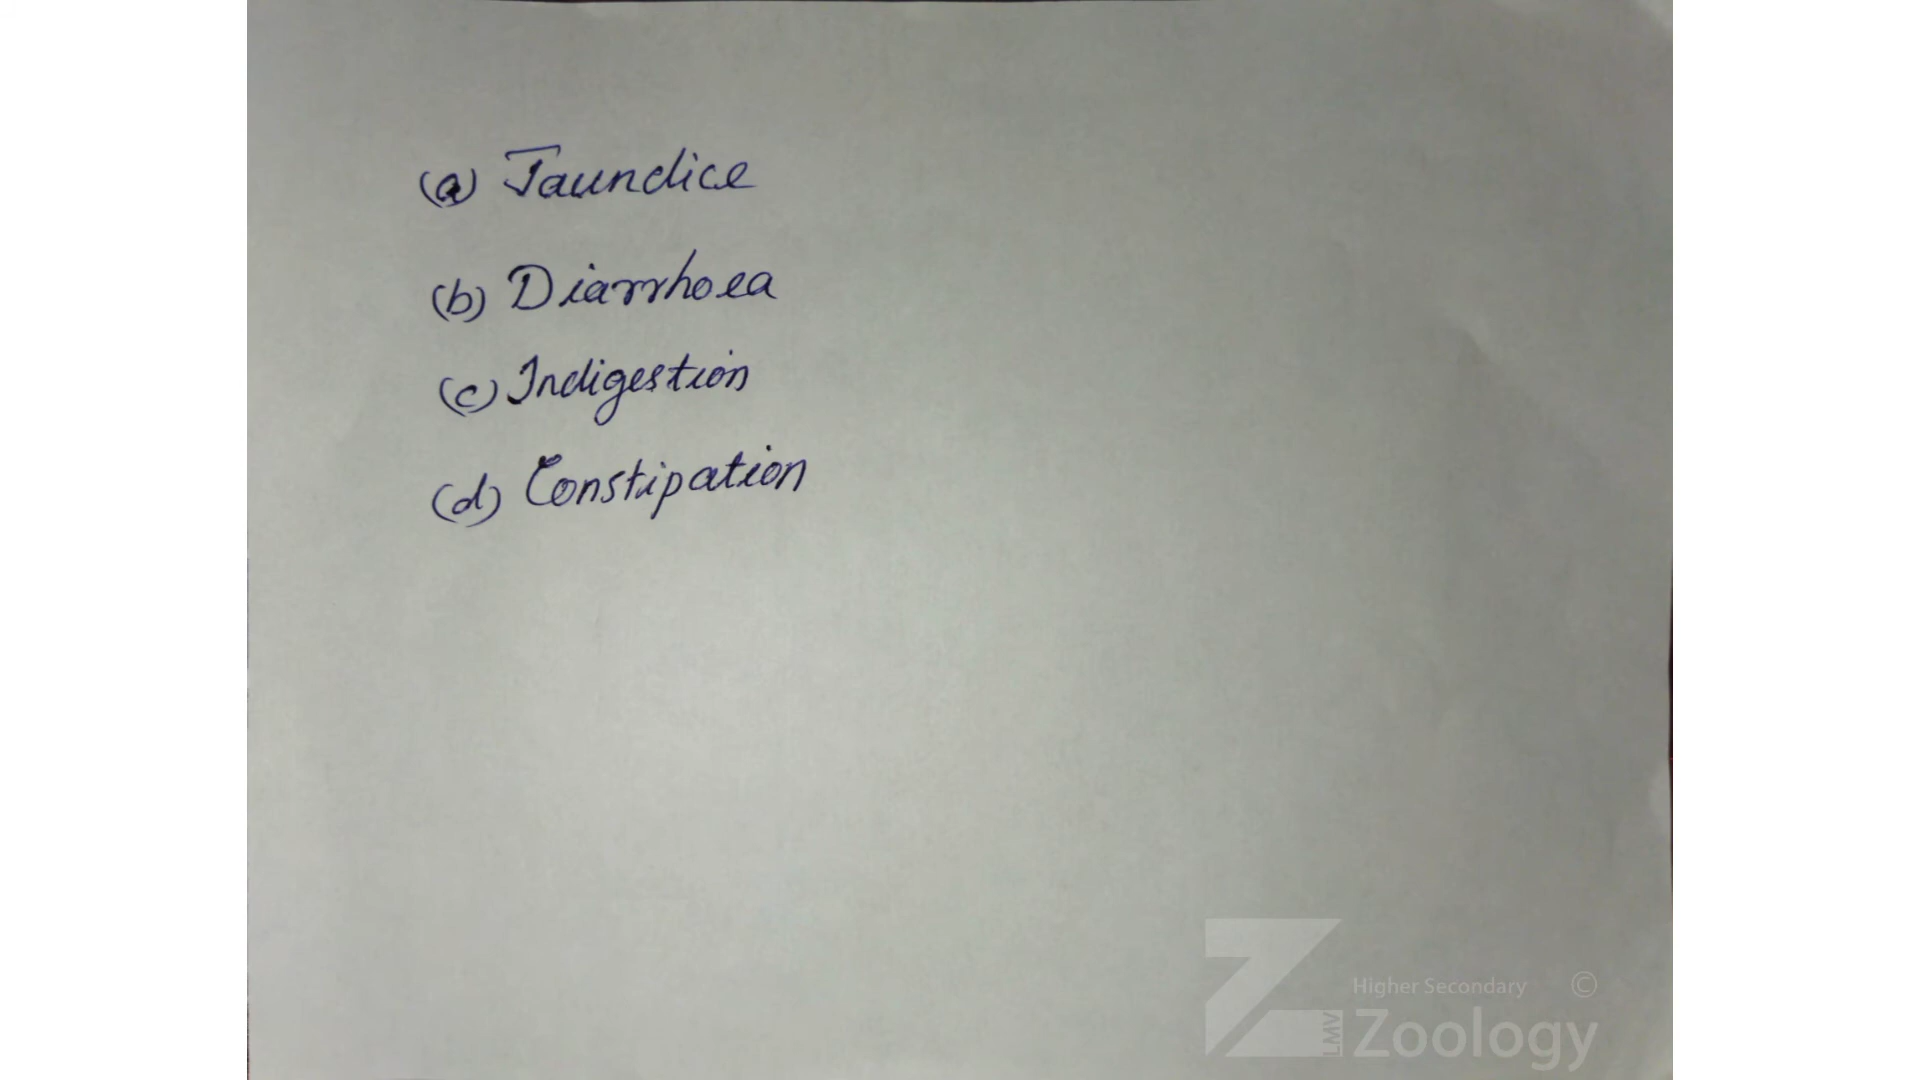 (a) Jaundice
(b) Diarrhoea
(c) Indigestion
(d) Constipation
Higher Secondary ©
LMV Zoology